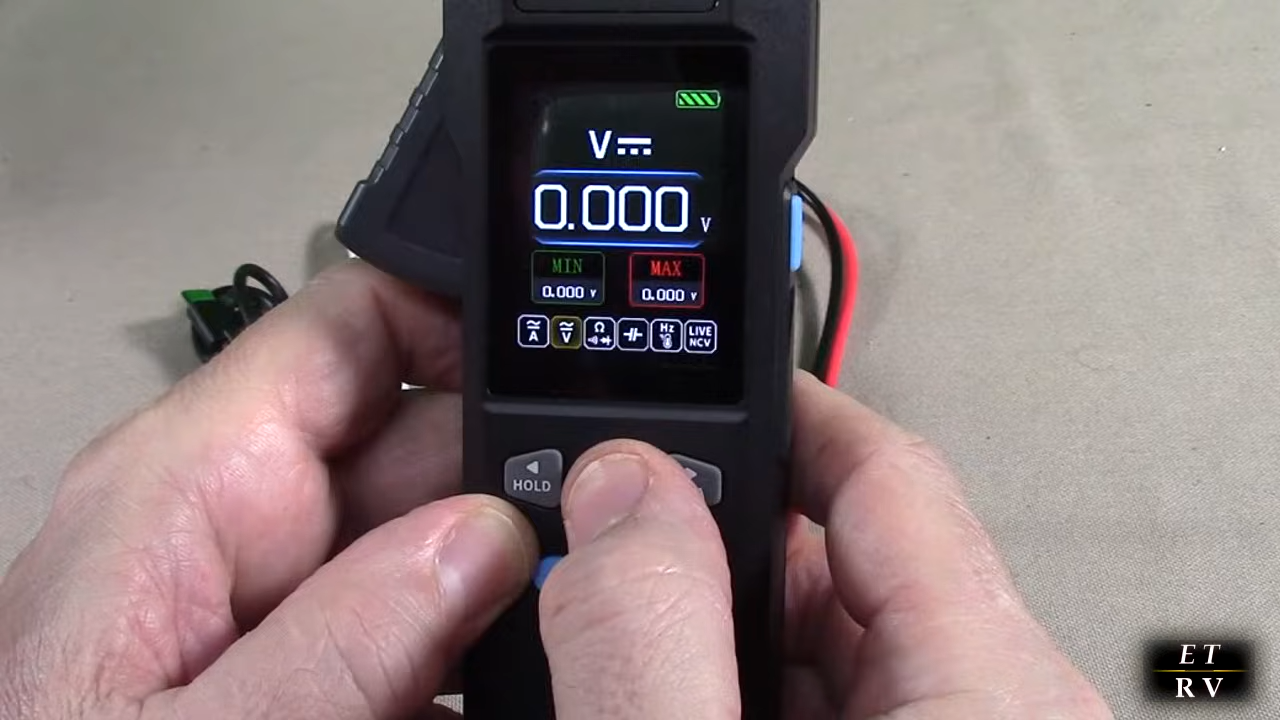 V
0.000 V
MIN MAX
0.000 V 0.000 V
A V Ω Hz LIVE NCV
HOLD
ET
RV